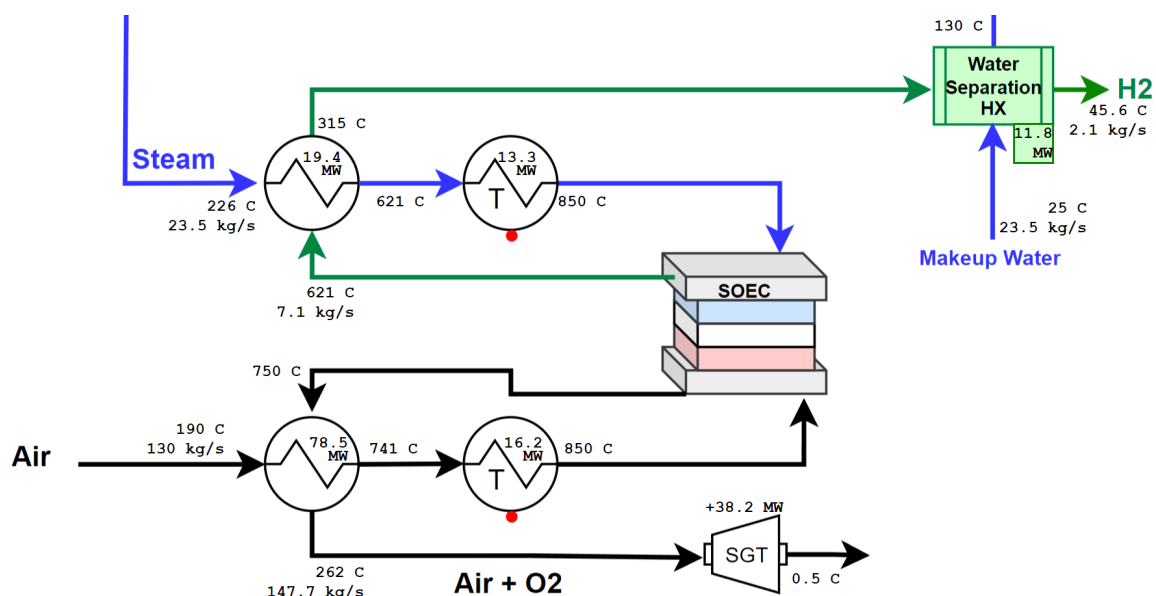 130 C
Water
Separation
HX
H2
45.6 C
2.1 kg/s
11.8
MW
315 C
Steam
19.4
MW
13.3
MW
226 C
23.5 kg/s
621 C
T
850 C
25 C
23.5 kg/s
Makeup Water
621 C
7.1 kg/s
SOEC
750 C
190 C
130 kg/s
Air
78.5
MW
741 C
16.2
MW
T
850 C
+38.2 MW
SGT
262 C
147.7 kg/s
Air + O2
0.5 C